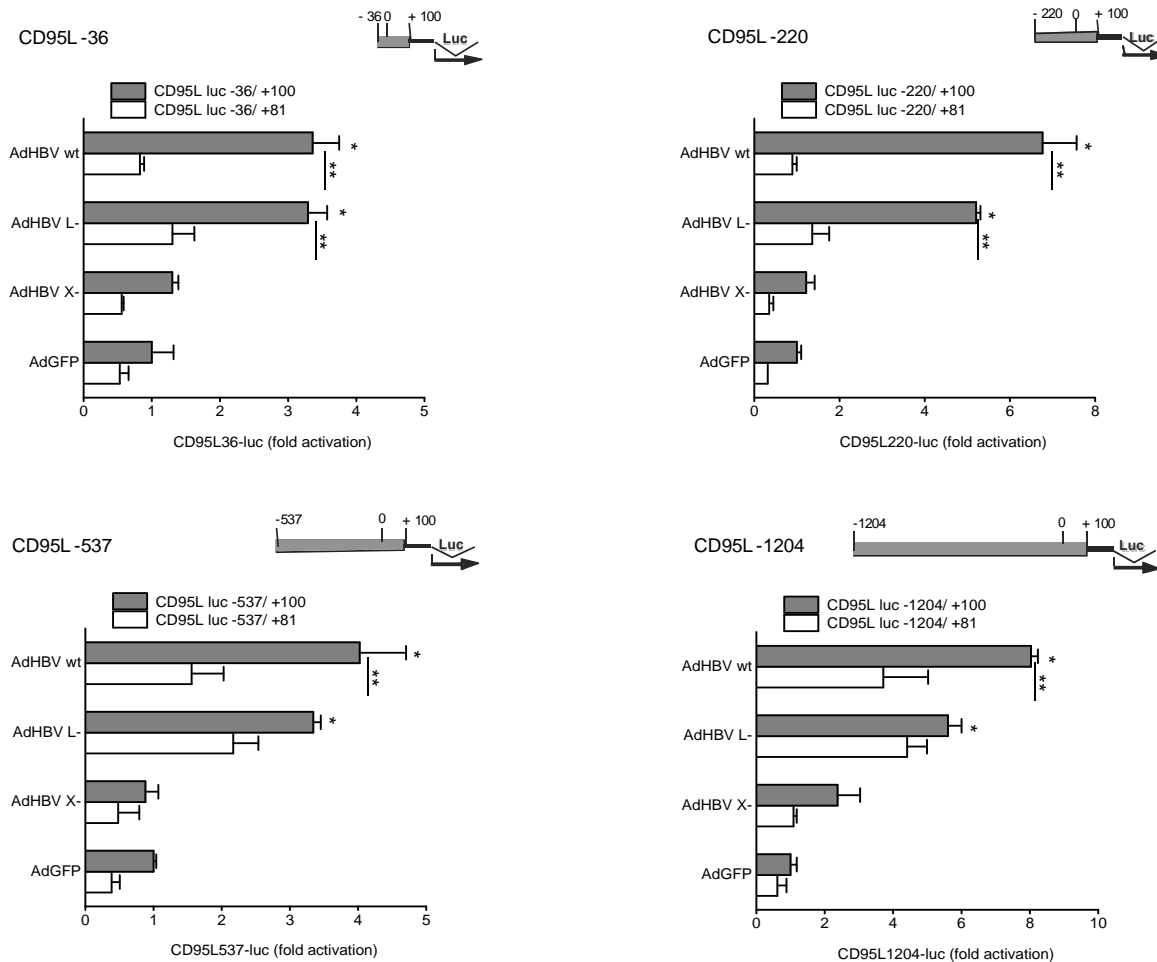 CD95L -36
- 36 0 + 100
Luc
CD95L luc -36/ +100
CD95L luc -36/ +81
AdHBV wt
*
**
AdHBV L-
*
**
AdHBV X-
AdGFP
0 1 2 3 4 5
CD95L36-luc (fold activation)
CD95L -220
- 220 0 + 100
Luc
CD95L luc -220/ +100
CD95L luc -220/ +81
AdHBV wt
*
**
AdHBV L-
*
**
AdHBV X-
AdGFP
0 2 4 6 8
CD95L220-luc (fold activation)
CD95L -537
-537 0 + 100
Luc
CD95L luc -537/ +100
CD95L luc -537/ +81
AdHBV wt
*
**
AdHBV L-
*
AdHBV X-
AdGFP
0 1 2 3 4 5
CD95L537-luc (fold activation)
CD95L -1204
-1204 0 + 100
Luc
CD95L luc -1204/ +100
CD95L luc -1204/ +81
AdHBV wt
*
**
AdHBV L-
*
AdHBV X-
AdGFP
0 2 4 6 8 10
CD95L1204-luc (fold activation)